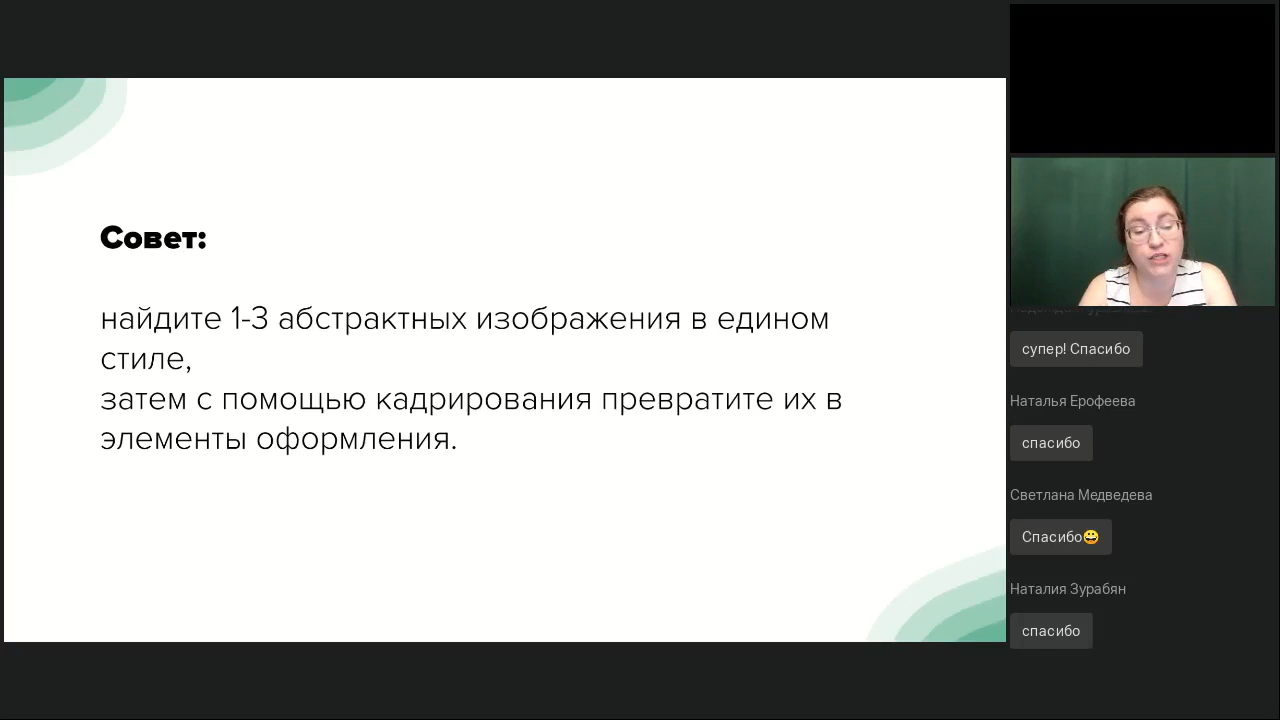 Совет:
найдите 1-3 абстрактных изображения в едином
стиле,
затем с помощью кадрирования превратите их в
элементы оформления.
супер! Спасибо
Наталья Ерофеева
спасибо
Светлана Медведева
Спасибо😀
Наталия Зурабян
спасибо